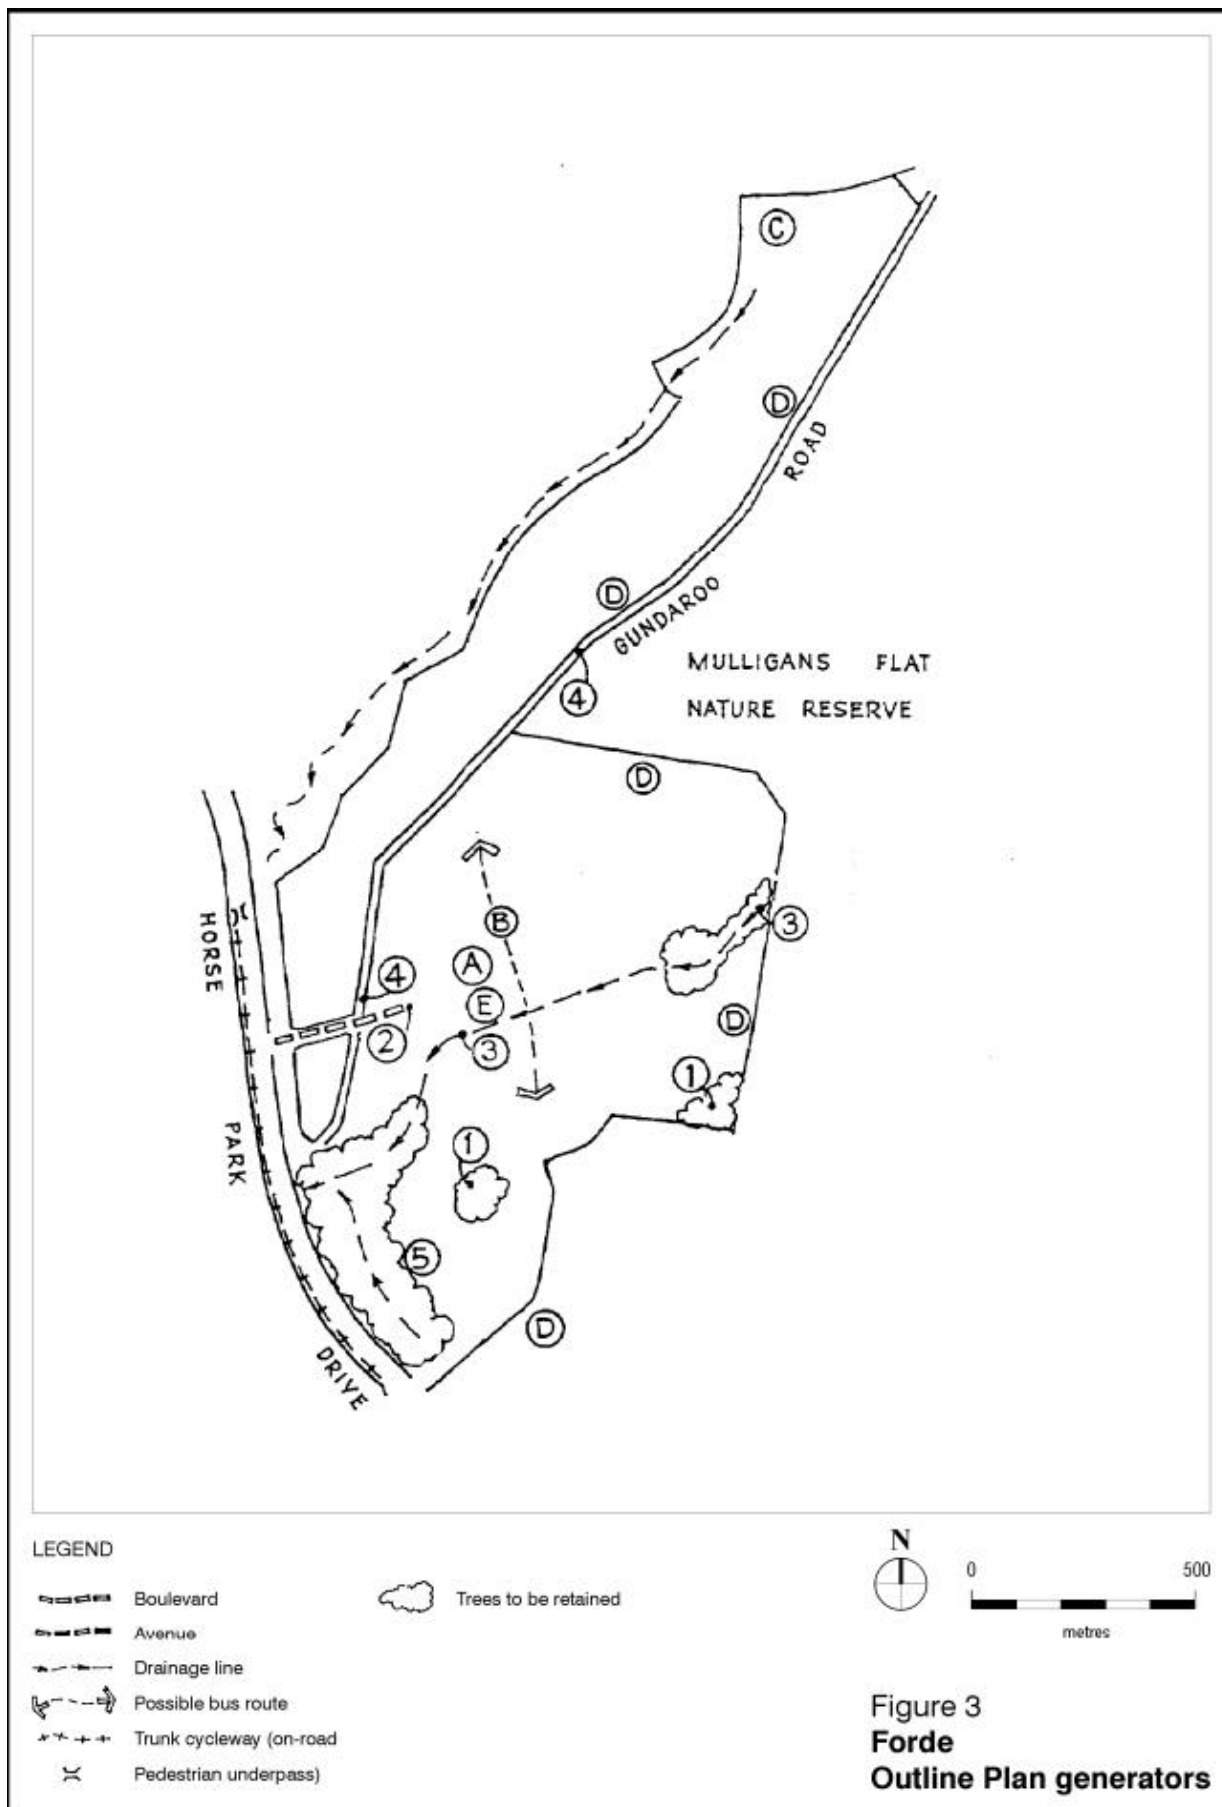 C
D
ROAD
D
GUNDAROO
MULLIGANS FLAT
4
NATURE RESERVE
D
B
3
HORSE
A
4
E
D
2
3
1
PARK
1
5
D
DRIVE
LEGEND
Boulevard
Avenue
Drainage line
Possible bus route
Trunk cycleway (on-road
Pedestrian underpass)
Trees to be retained
N
0 500
metres
Figure 3
Forde
Outline Plan generators